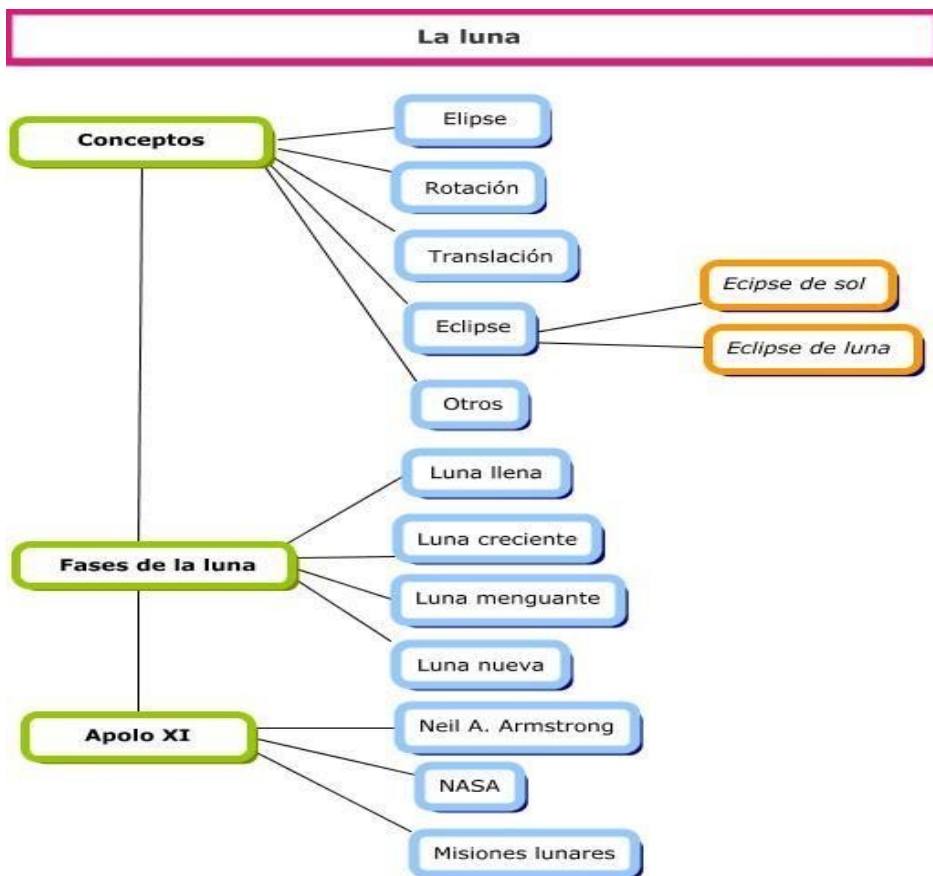 La luna
Conceptos
Elipse
Rotación
Translación
Eclipse
Ecipse de sol
Eclipse de luna
Otros
Fases de la luna
Luna llena
Luna creciente
Luna menguante
Luna nueva
Apolo XI
Neil A. Armstrong
NASA
Misiones lunares